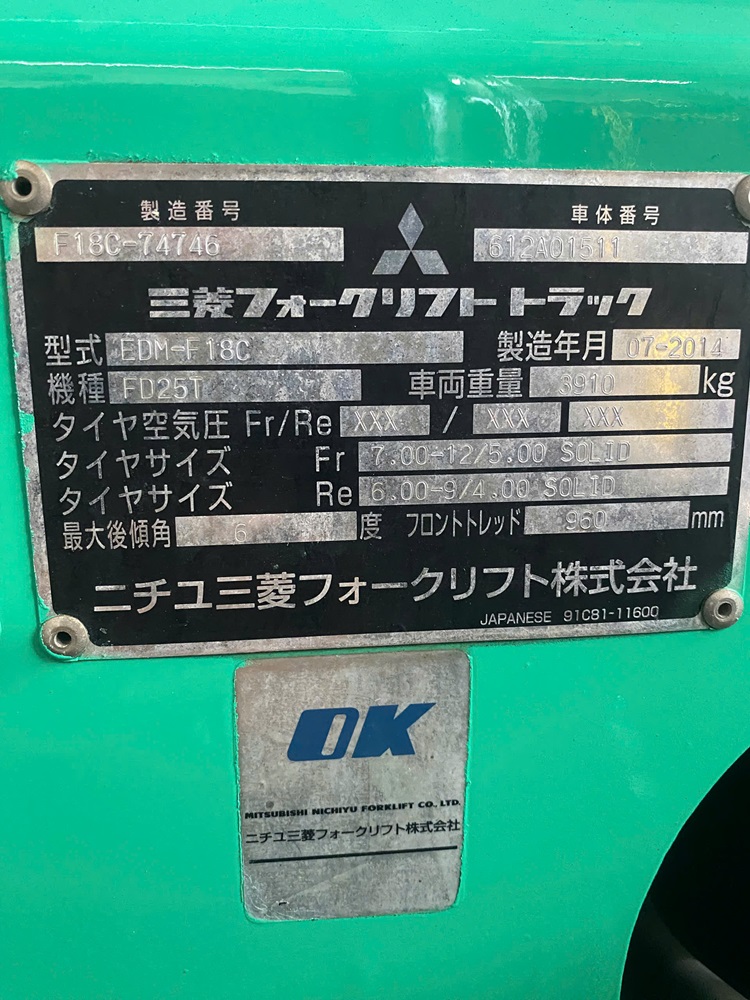 製造番号 車体番号
F18C-74746 612A01511
三菱フォークリフト トラック
型式 EDM-F18C 製造年月 07-2014
機種 FD25T 車両重量 3910 kg
タイヤ空気圧 Fr/Re XXX / XXX XXX
タイヤサイズ Fr 7.00-12/5.00 SOLID
タイヤサイズ Re 6.00-9/4.00 SOLID
最大後傾角 6 度 フロントトレッド 960 mm
ニチユ三菱フォークリフト株式会社
JAPANESE 91C81-11600
OK
MITSUBISHI NICHIYU FORKLIFT CO., LTD.
ニチユ三菱フォークリフト株式会社